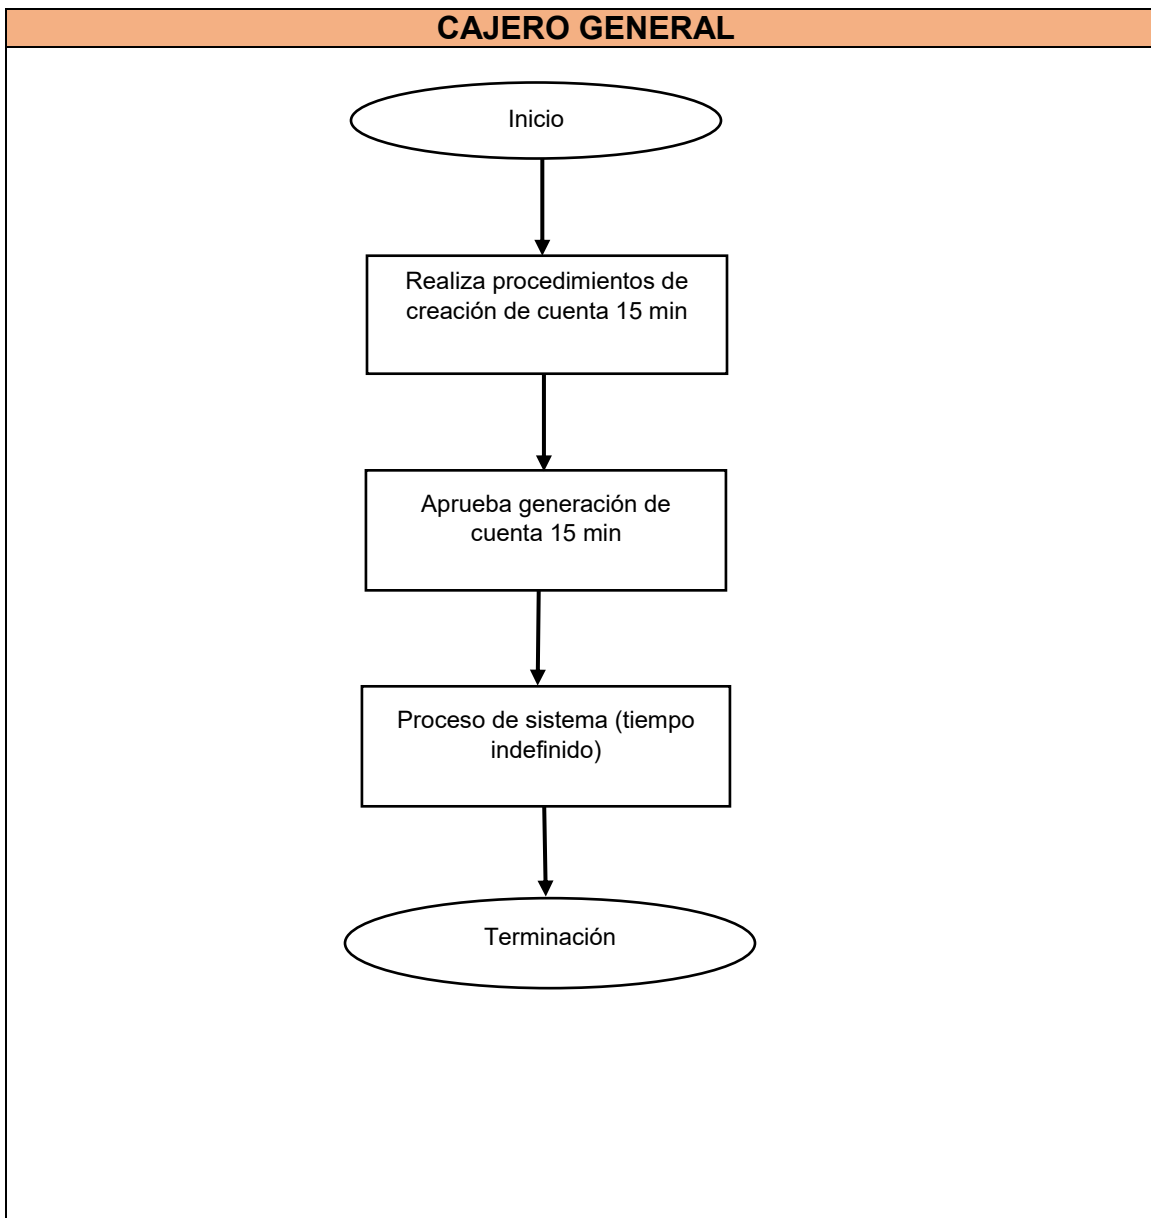 CAJERO GENERAL
Inicio
Realiza procedimientos de
creación de cuenta 15 min
Aprueba generación de
cuenta 15 min
Proceso de sistema (tiempo
indefinido)
Terminación